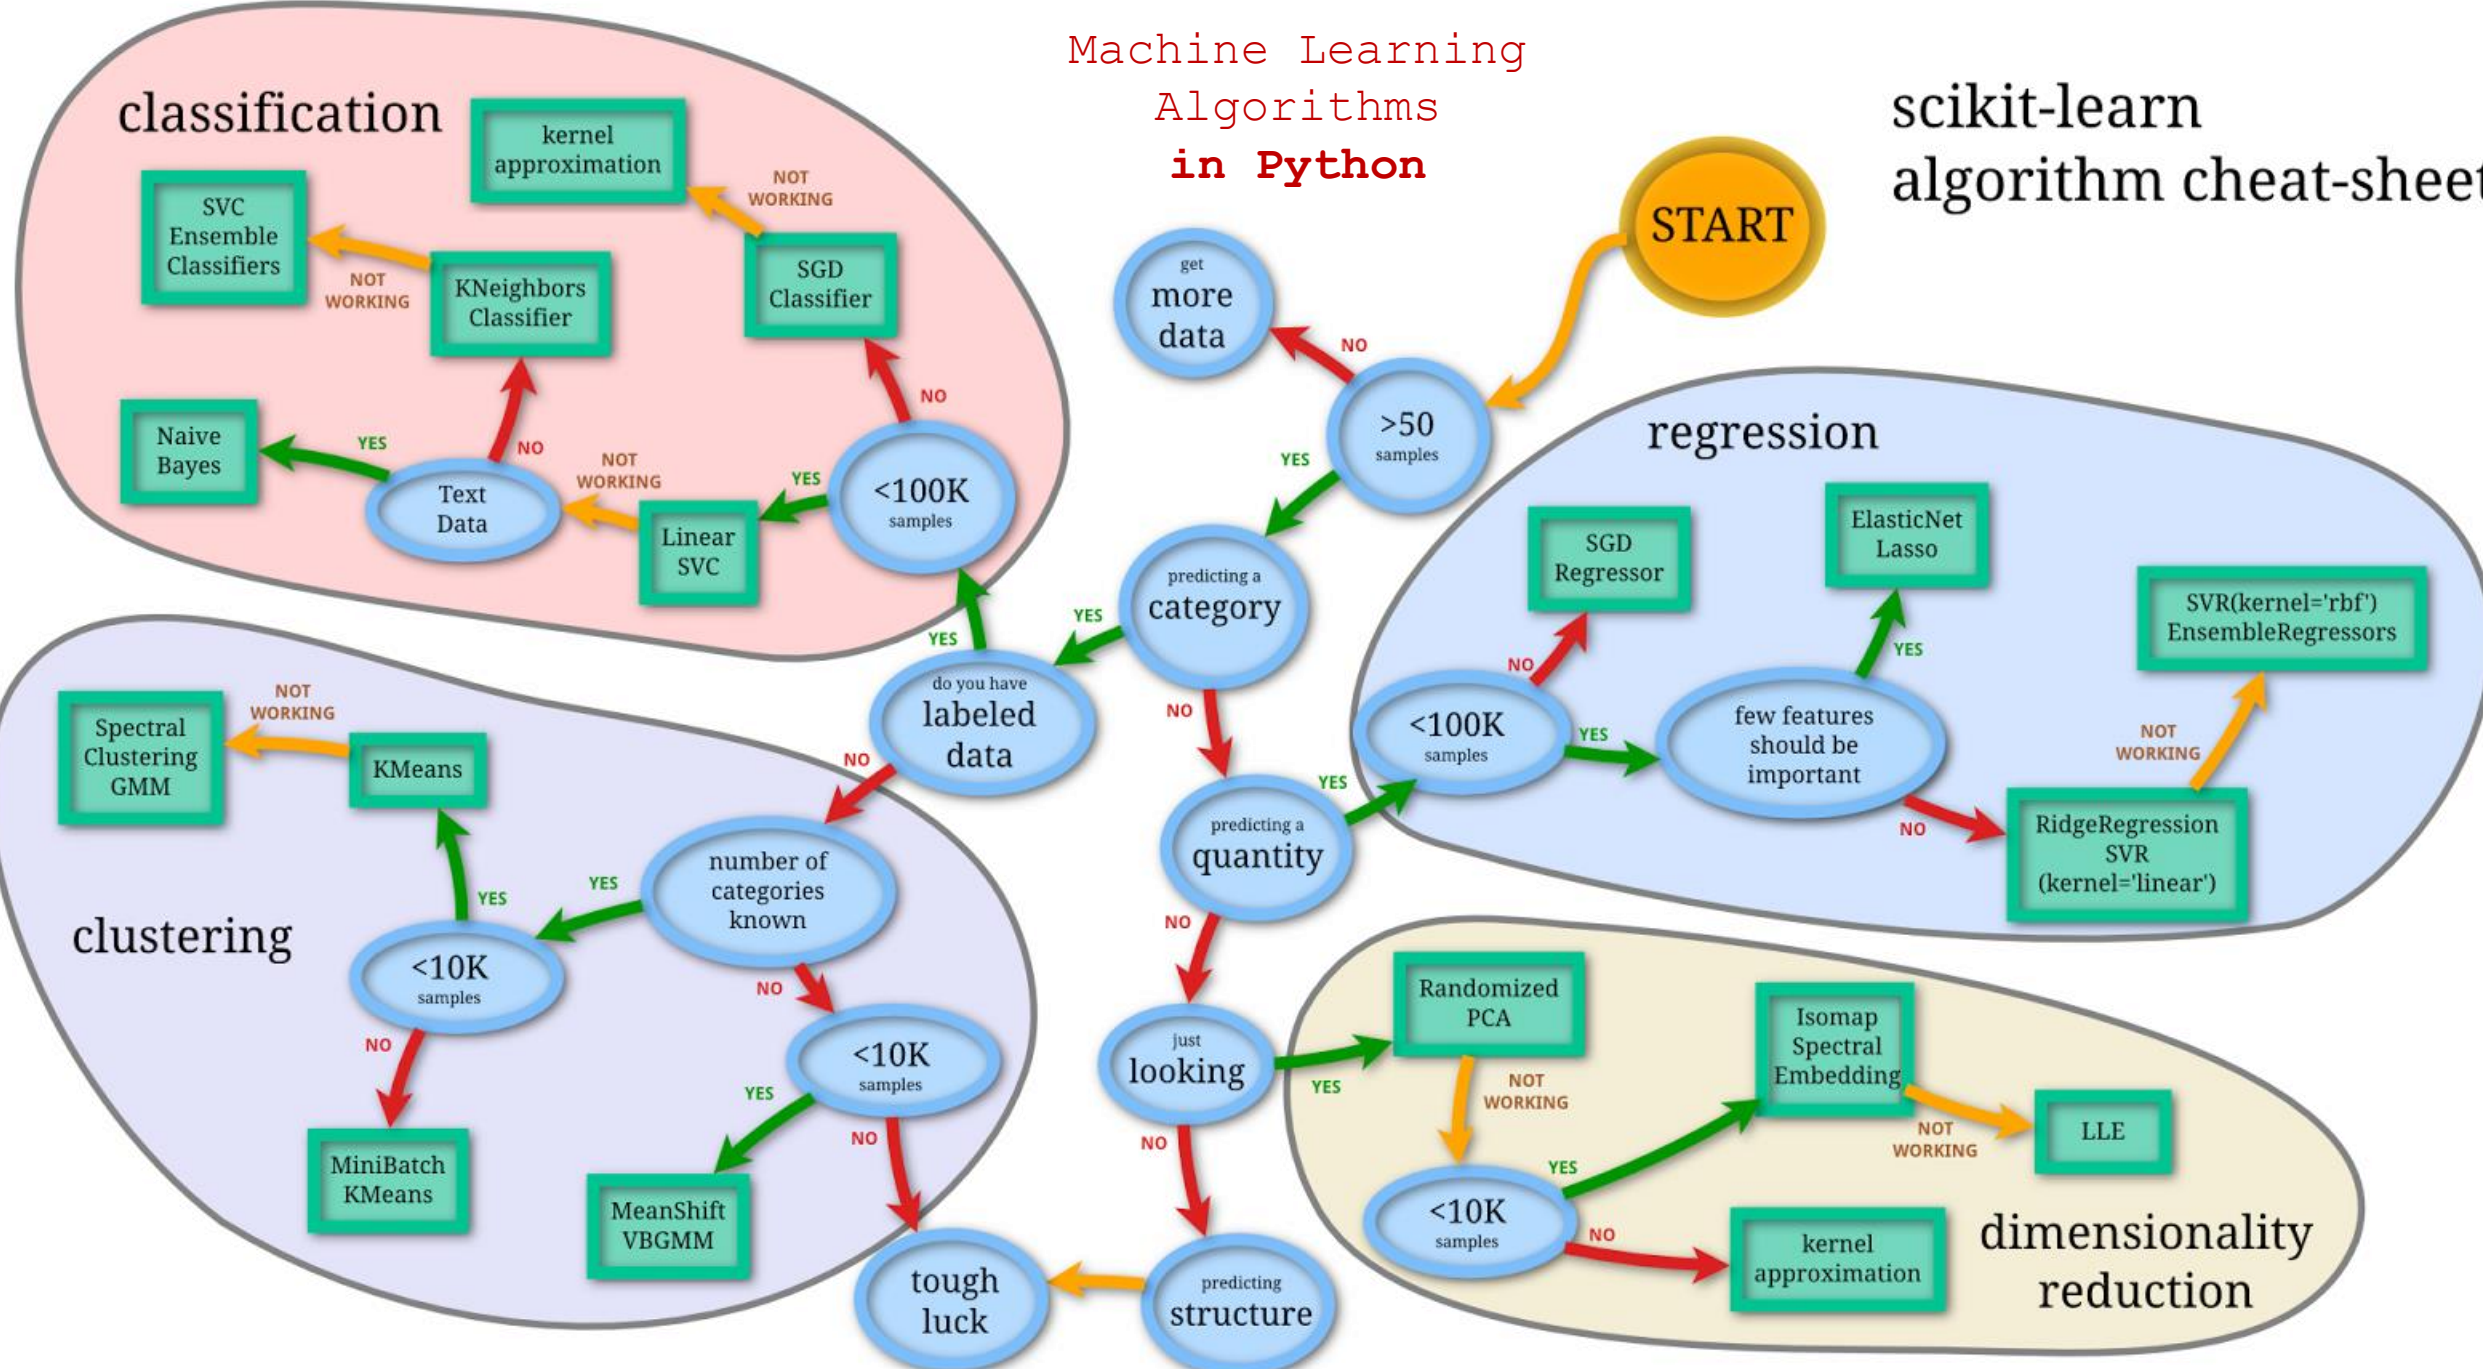 Machine Learning
Algorithms
in Python
scikit-learn
algorithm cheat-sheet
START
get
more
data
NO
>50
samples
YES
predicting a
category
YES
NO
do you have
labeled
data
YES
NO
predicting a
quantity
YES
NO
just
looking
YES
NO
predicting
structure
tough
luck
classification
kernel
approximation
NOT
WORKING
SVC
Ensemble
Classifiers
NOT
WORKING
KNeighbors
Classifier
SGD
Classifier
NO
Naive
Bayes
YES
NO
Text
Data
NOT
WORKING
Linear
SVC
YES
<100K
samples
regression
SGD
Regressor
ElasticNet
Lasso
SVR(kernel='rbf')
EnsembleRegressors
NO
YES
<100K
samples
YES
few features
should be
important
NOT
WORKING
NO
RidgeRegression
SVR
(kernel='linear')
clustering
Spectral
Clustering
GMM
NOT
WORKING
KMeans
YES
YES
number of
categories
known
<10K
samples
NO
NO
<10K
samples
YES
NO
MiniBatch
KMeans
MeanShift
VBGMM
Randomized
PCA
NOT
WORKING
Isomap
Spectral
Embedding
NOT
WORKING
LLE
YES
<10K
samples
NO
kernel
approximation
dimensionality
reduction